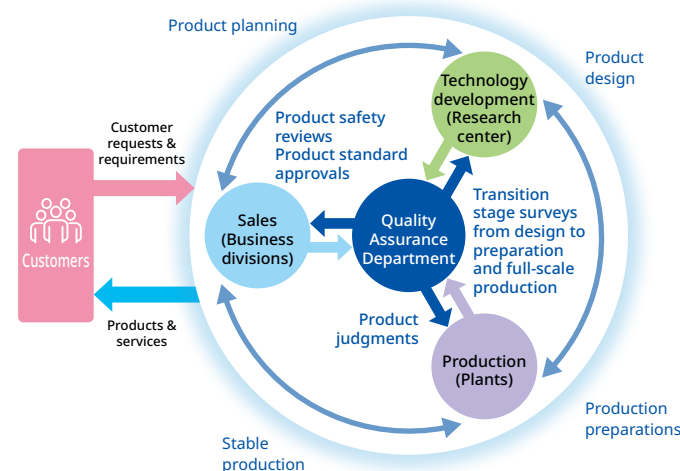 Product planning
Product
design
Technology
development
(Research
center)
Customer
requests &
requirements
Product safety
reviews
Product standard
approvals
Customers
Sales
(Business
divisions)
Quality
Assurance
Department
Transition
stage surveys
from design to
preparation
and full-scale
production
Products &
services
Product
judgments
Production
(Plants)
Production
preparations
Stable
production